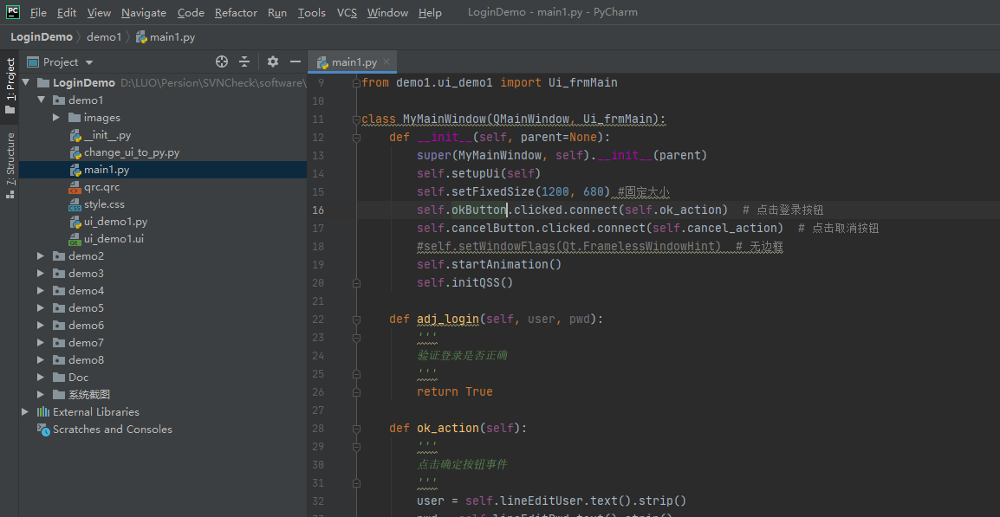 PC File Edit View Navigate Code Refactor Run Tools VCS Window Help LoginDemo - main1.py - PyCharm
LoginDemo demo1 main1.py
1: Project
7: Structure
Project
LoginDemo D:\LUO\Persion\SVNCheck\software\
demo1
images
__init__.py
change_ui_to_py.py
main1.py
qrc.qrc
style.css
ui_demo1.py
ui_demo1.ui
demo2
demo3
demo4
demo5
demo6
demo7
demo8
Doc
系统截图
External Libraries
Scratches and Consoles
main1.py
9 from demo1.ui_demo1 import Ui_frmMain
10
11 class MyMainWindow(QMainWindow, Ui_frmMain):
12 def __init__(self, parent=None):
13 super(MyMainWindow, self).__init__(parent)
14 self.setupUi(self)
15 self.setFixedSize(1200, 680) #固定大小
16 self.okButton.clicked.connect(self.ok_action) # 点击登录按钮
17 self.cancelButton.clicked.connect(self.cancel_action) # 点击取消按钮
18 #self.setWindowFlags(Qt.FramelessWindowHint) # 无边框
19 self.startAnimation()
20 self.initQSS()
21
22 def adj_login(self, user, pwd):
23 '''
24 验证登录是否正确
25 '''
26 return True
27
28 def ok_action(self):
29 '''
30 点击确定按钮事件
31 '''
32 user = self.lineEditUser.text().strip()